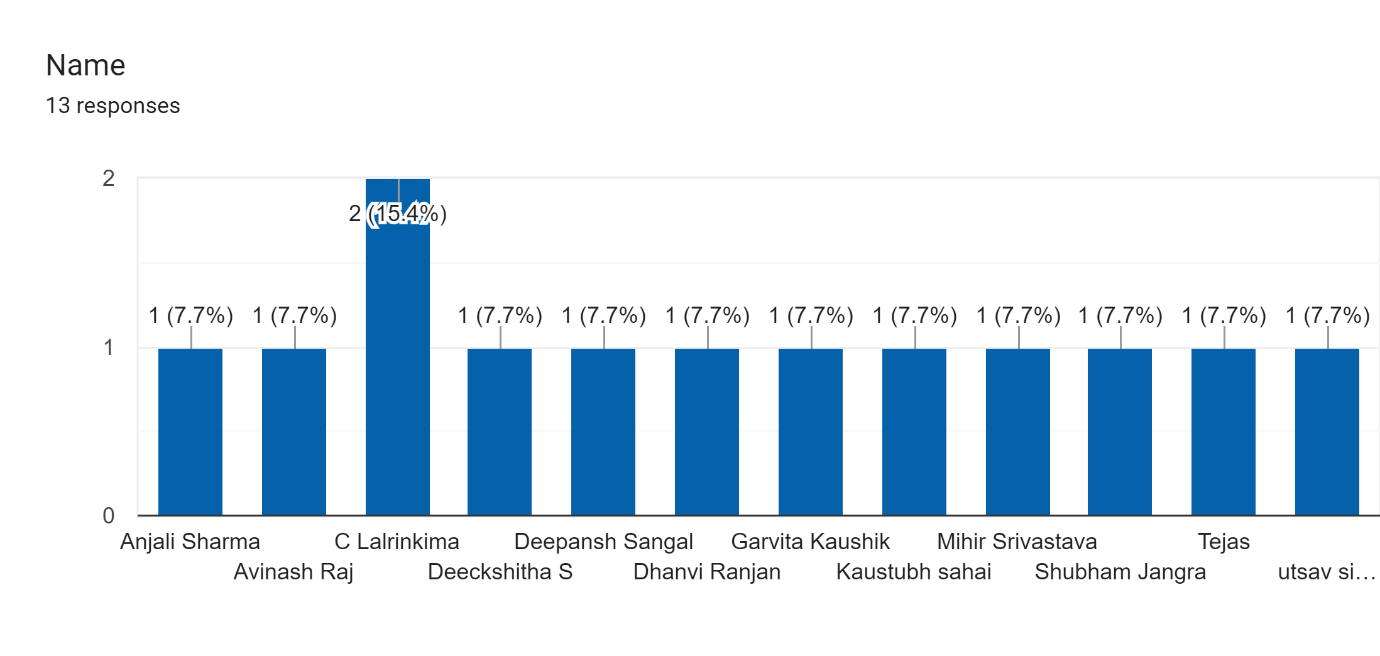 Name
13 responses
2
2 (15.4%)
1 (7.7%) 1 (7.7%) 1 (7.7%) 1 (7.7%) 1 (7.7%) 1 (7.7%) 1 (7.7%) 1 (7.7%) 1 (7.7%) 1 (7.7%) 1 (7.7%)
1
0
Anjali Sharma C Lalrinkima Deepansh Sangal Garvita Kaushik Mihir Srivastava Tejas
Avinash Raj Deeckshitha S Dhanvi Ranjan Kaustubh sahai Shubham Jangra utsav si…